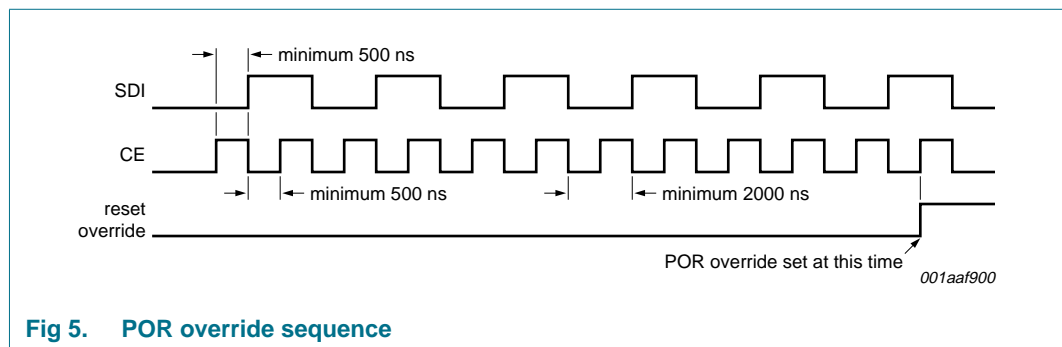 minimum 500 ns
SDI
CE
minimum 500 ns
minimum 2000 ns
reset
override
POR override set at this time
001aaf900
Fig 5. POR override sequence